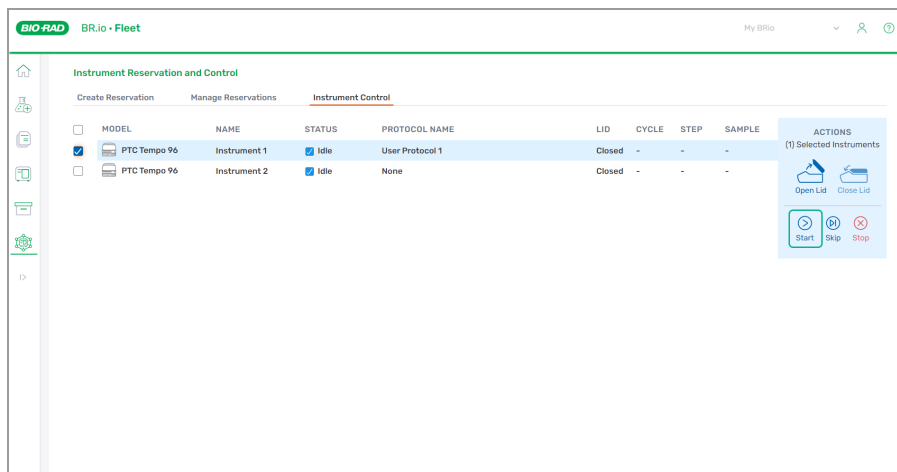 BIO-RAD BR.io • Fleet My BRio
Instrument Reservation and Control
Create Reservation Manage Reservations Instrument Control
MODEL NAME STATUS PROTOCOL NAME LID CYCLE STEP SAMPLE
PTC Tempo 96 Instrument 1 Idle User Protocol 1 Closed - - -
PTC Tempo 96 Instrument 2 Idle None Closed - - -
ACTIONS
(1) Selected Instruments
Open Lid Close Lid
Start Skip Stop